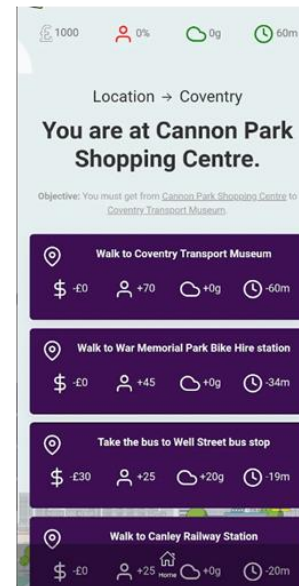 £ 1000 0% 0g 60m
Location → Coventry
You are at Cannon Park
Shopping Centre.
Objective: You must get from Cannon Park Shopping Centre to
Coventry Transport Museum.
Walk to Coventry Transport Museum
$ -£0 +70 +0g -60m
Walk to War Memorial Park Bike Hire station
$ -£0 +45 +0g -34m
Take the bus to Well Street bus stop
$ -£30 +25 +20g -19m
Walk to Canley Railway Station
$ -£0 +25 +0g -20m
Home